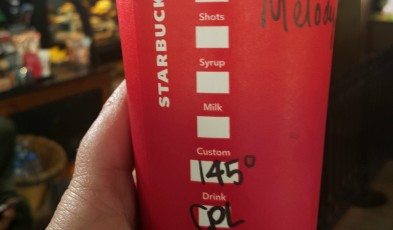 Melody
Shots
STARBUCKS
Syrup
Milk
Custom
145°
Drink